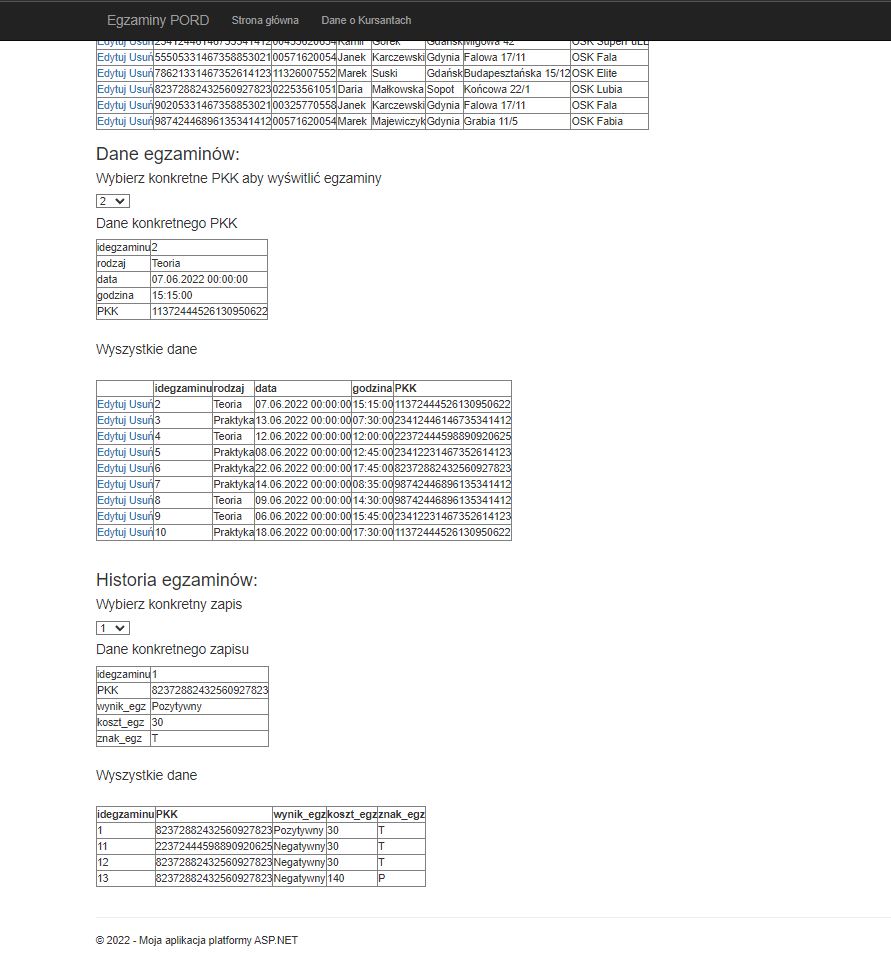 Egzaminy PORD Strona główna Dane o Kursantach
Edytuj Usuń 23412446146735341412 00455620654 Kamil Gorek Gdańsk Migowa 42 OSK SuperFuEL
Edytuj Usuń 55505331467358853021 00571620054 Janek Karczewski Gdynia Falowa 17/11 OSK Fala
Edytuj Usuń 78621331467352614123 11326007552 Marek Suski Gdańsk Budapesztańska 15/12 OSK Elite
Edytuj Usuń 82372882432560927823 02253561051 Daria Małkowska Sopot Końcowa 22/1 OSK Lubia
Edytuj Usuń 90205331467358853021 00325770558 Janek Karczewski Gdynia Falowa 17/11 OSK Fala
Edytuj Usuń 98742446896135341412 00571620054 Marek Majewiczyk Gdynia Grabia 11/5 OSK Fabia
Dane egzaminów:
Wybierz konkretne PKK aby wyświtlić egzaminy
2
Dane konkretnego PKK
idegzaminu 2
rodzaj Teoria
data 07.06.2022 00:00:00
godzina 15:15:00
PKK 11372444526130950622
Wyszystkie dane
idegzaminu rodzaj data godzina PKK
Edytuj Usuń 2 Teoria 07.06.2022 00:00:00 15:15:00 11372444526130950622
Edytuj Usuń 3 Praktyka 13.06.2022 00:00:00 07:30:00 23412446146735341412
Edytuj Usuń 4 Teoria 12.06.2022 00:00:00 12:00:00 22372444598890920625
Edytuj Usuń 5 Praktyka 08.06.2022 00:00:00 12:45:00 23412231467352614123
Edytuj Usuń 6 Praktyka 22.06.2022 00:00:00 17:45:00 82372882432560927823
Edytuj Usuń 7 Praktyka 14.06.2022 00:00:00 08:35:00 98742446896135341412
Edytuj Usuń 8 Teoria 09.06.2022 00:00:00 14:30:00 98742446896135341412
Edytuj Usuń 9 Teoria 06.06.2022 00:00:00 15:45:00 23412231467352614123
Edytuj Usuń 10 Praktyka 18.06.2022 00:00:00 17:30:00 11372444526130950622
Historia egzaminów:
Wybierz konkretny zapis
1
Dane konkretnego zapisu
idegzaminu 1
PKK 82372882432560927823
wynik_egz Pozytywny
koszt_egz 30
znak_egz T
Wyszystkie dane
idegzaminu PKK wynik_egz koszt_egz znak_egz
1 82372882432560927823 Pozytywny 30 T
11 22372444598890920625 Negatywny 30 T
12 82372882432560927823 Negatywny 30 T
13 82372882432560927823 Negatywny 140 P
© 2022 - Moja aplikacja platformy ASP.NET